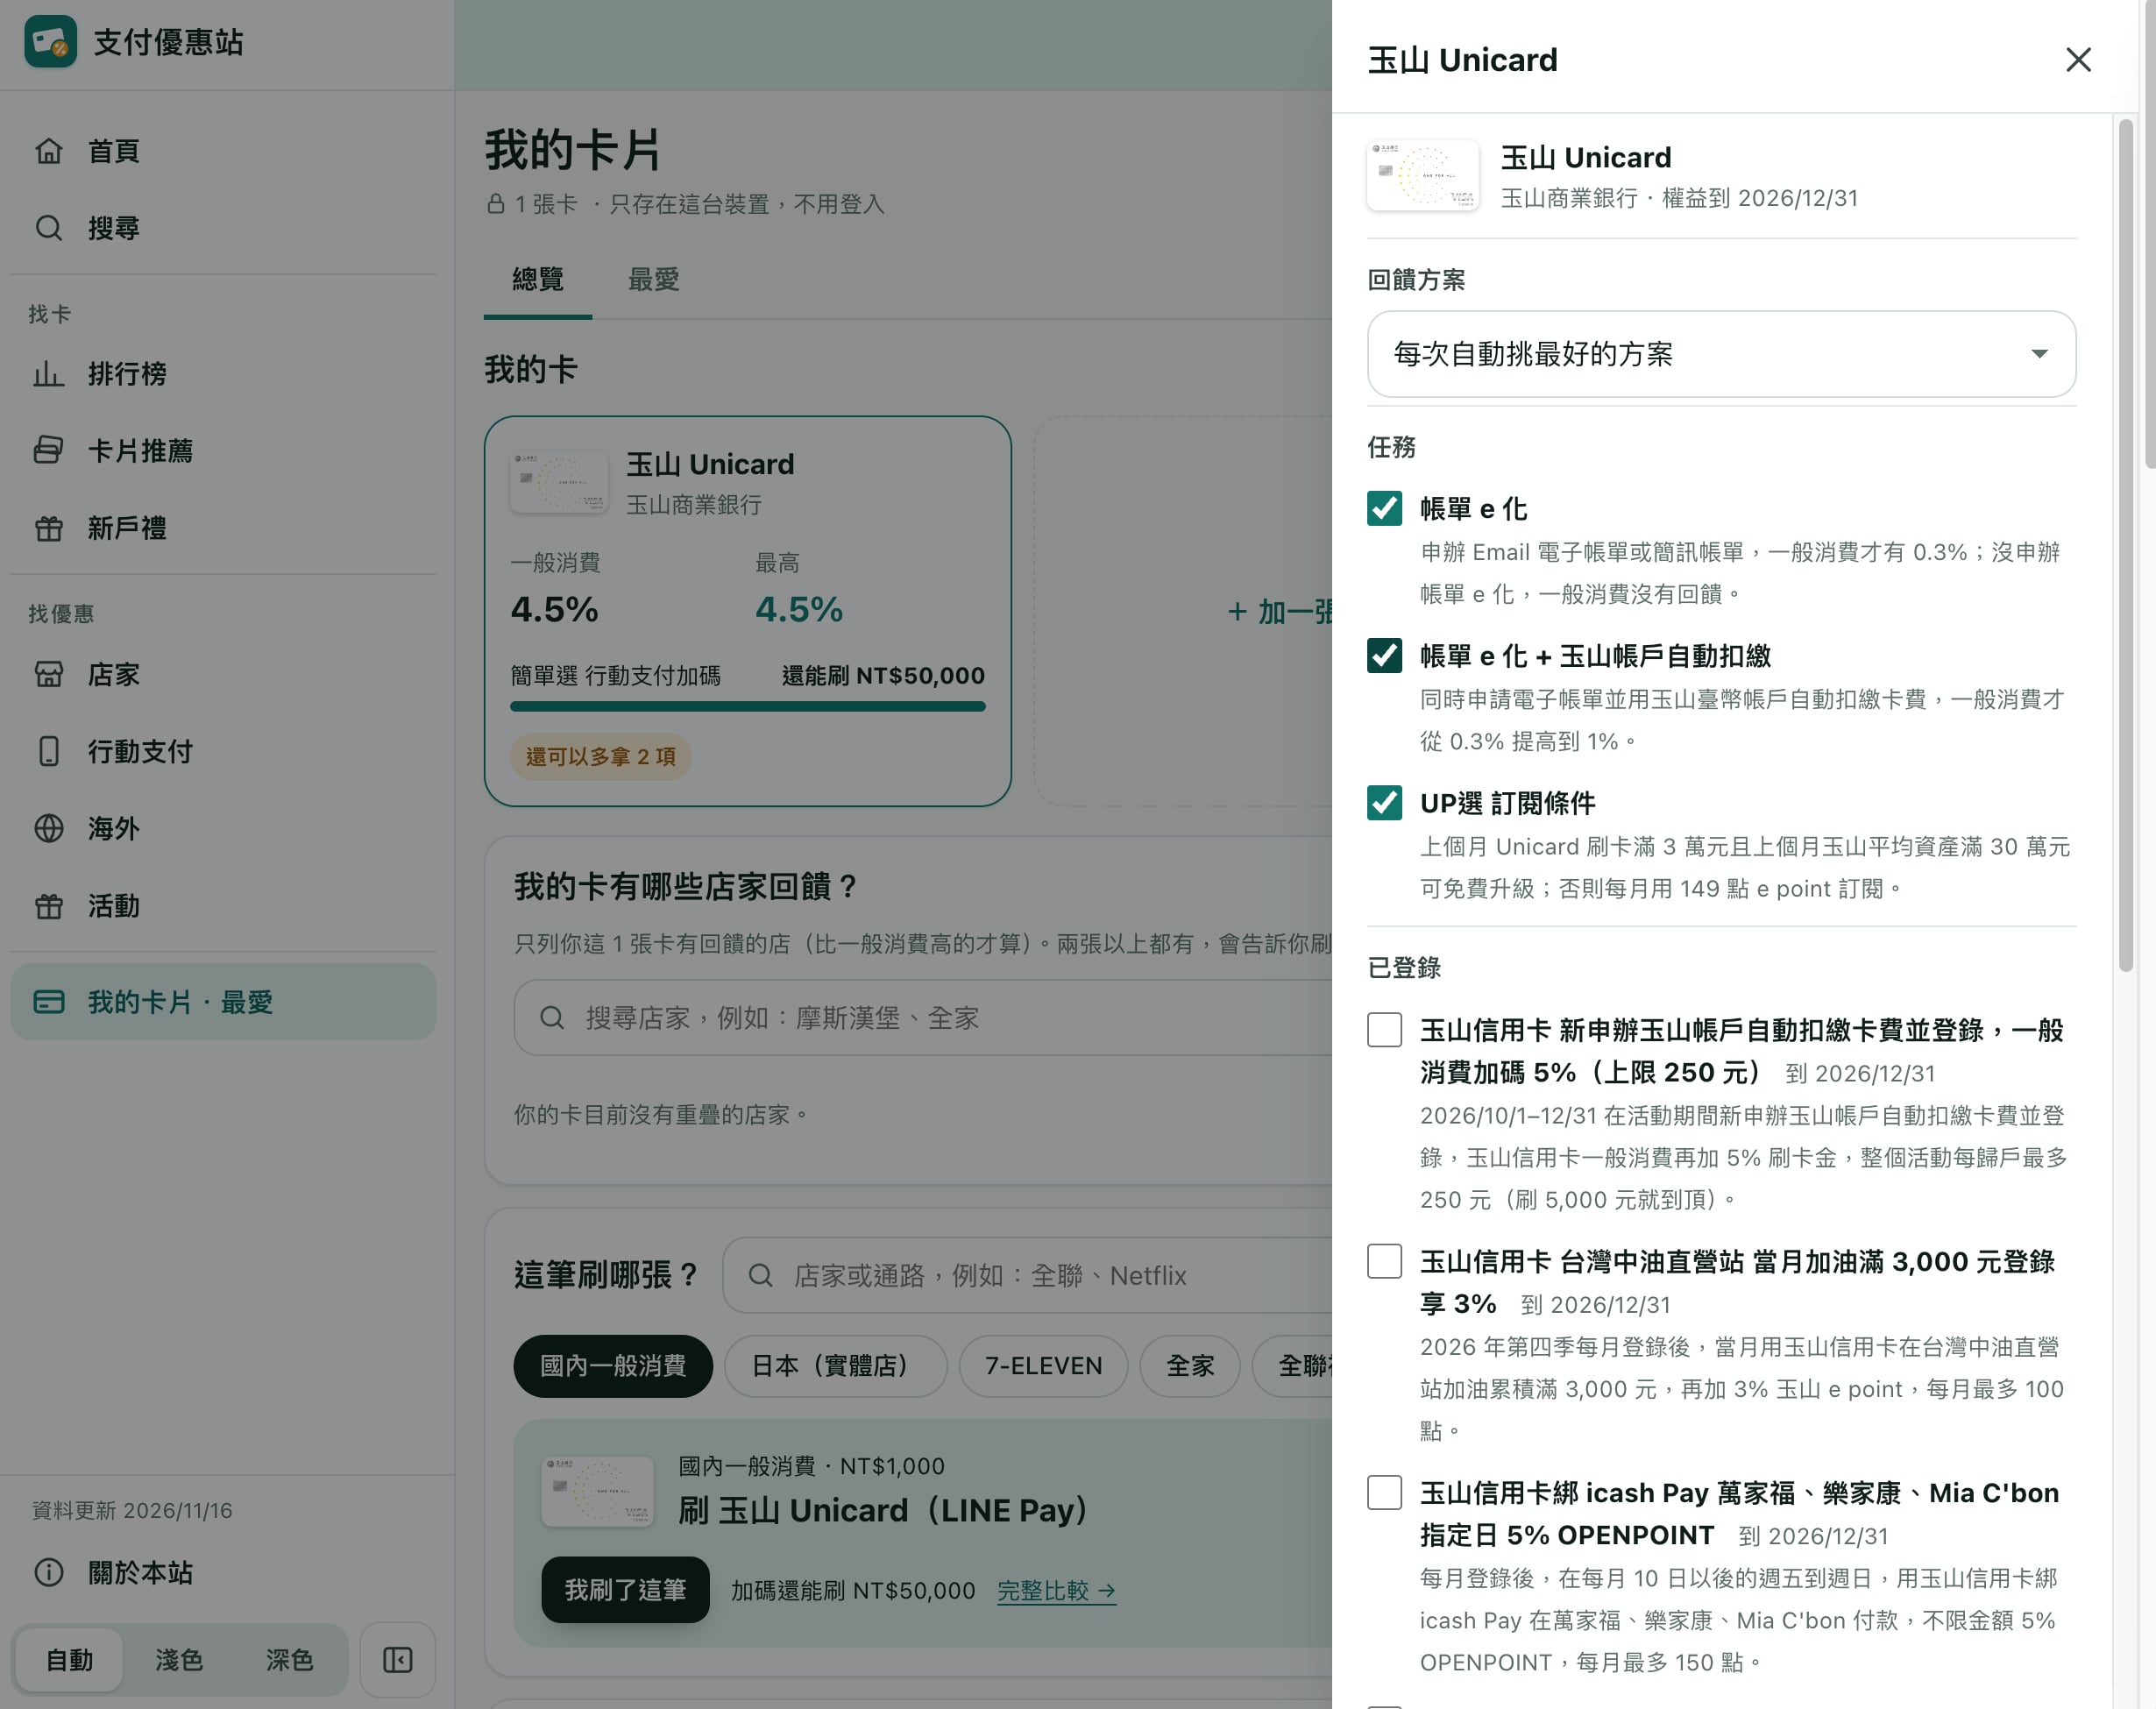 支付優惠站
首頁
搜尋
找卡
排行榜
卡片推薦
新戶禮
找優惠
店家
行動支付
海外
活動
我的卡片 · 最愛
資料更新 2026/11/16
關於本站
自動
淺色
深色
我的卡片
1 張卡 · 只存在這台裝置，不用登入
總覽
最愛
我的卡
玉山 Unicard
玉山商業銀行
一般消費
最高
4.5%
4.5%
簡單選 行動支付加碼
還能刷 NT$50,000
還可以多拿 2 項
+ 加一張
我的卡有哪些店家回饋？
只列你這 1 張卡有回饋的店（比一般消費高的才算）。兩張以上都有，會告訴你刷
搜尋店家，例如：摩斯漢堡、全家
你的卡目前沒有重疊的店家。
這筆刷哪張？
店家或通路，例如：全聯、Netflix
國內一般消費
日本（實體店）
7-ELEVEN
全家
全聯
國內一般消費 · NT$1,000
刷 玉山 Unicard（LINE Pay）
我刷了這筆
加碼還能刷 NT$50,000
完整比較 →
玉山 Unicard
玉山 Unicard
玉山商業銀行 · 權益到 2026/12/31
回饋方案
每次自動挑最好的方案
任務
帳單 e 化
申辦 Email 電子帳單或簡訊帳單，一般消費才有 0.3%；沒申辦
帳單 e 化，一般消費沒有回饋。
帳單 e 化 + 玉山帳戶自動扣繳
同時申請電子帳單並用玉山臺幣帳戶自動扣繳卡費，一般消費才
從 0.3% 提高到 1%。
UP選 訂閱條件
上個月 Unicard 刷卡滿 3 萬元且上個月玉山平均資產滿 30 萬元
可免費升級；否則每月用 149 點 e point 訂閱。
已登錄
玉山信用卡 新申辦玉山帳戶自動扣繳卡費並登錄，一般
消費加碼 5%（上限 250 元） 到 2026/12/31
2026/10/1–12/31 在活動期間新申辦玉山帳戶自動扣繳卡費並登
錄，玉山信用卡一般消費再加 5% 刷卡金，整個活動每歸戶最多
250 元（刷 5,000 元就到頂）。
玉山信用卡 台灣中油直營站 當月加油滿 3,000 元登錄
享 3% 到 2026/12/31
2026 年第四季每月登錄後，當月用玉山信用卡在台灣中油直營
站加油累積滿 3,000 元，再加 3% 玉山 e point，每月最多 100
點。
玉山信用卡綁 icash Pay 萬家福、樂家康、Mia C'bon
指定日 5% OPENPOINT 到 2026/12/31
每月登錄後，在每月 10 日以後的週五到週日，用玉山信用卡綁
icash Pay 在萬家福、樂家康、Mia C'bon 付款，不限金額 5%
OPENPOINT，每月最多 150 點。